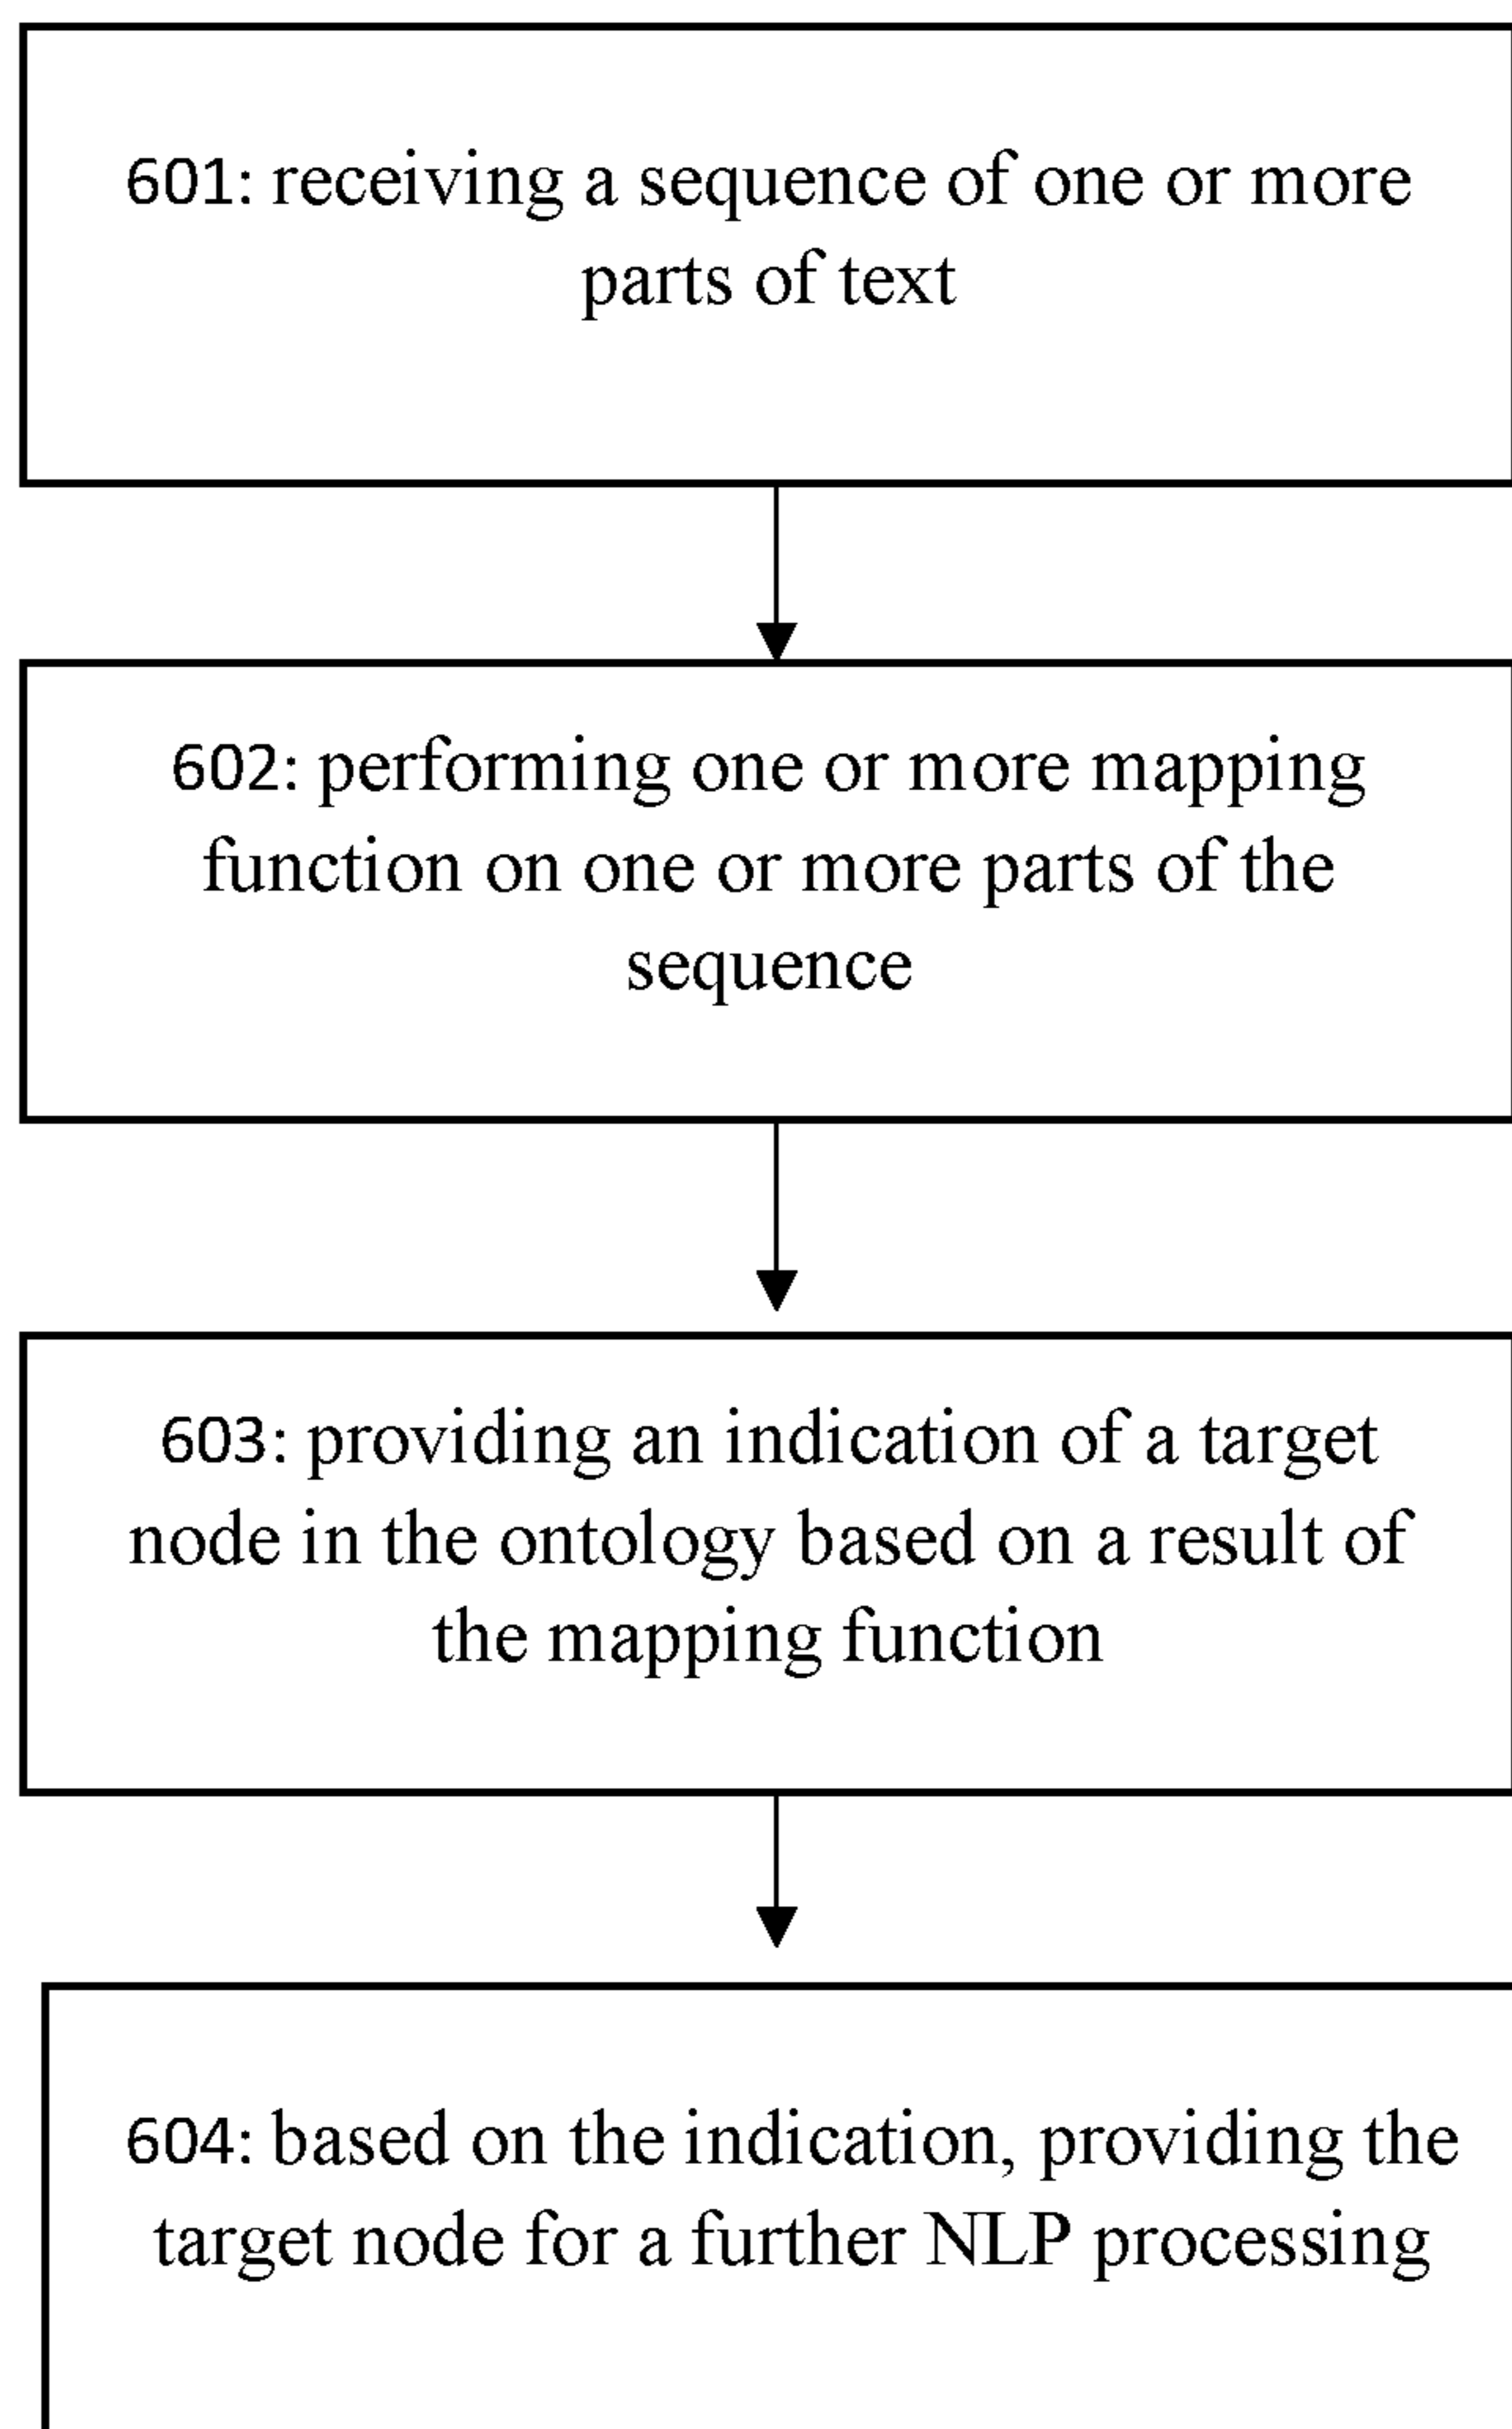 601: receiving a sequence of one or more
parts of text
602: performing one or more mapping
function on one or more parts of the
sequence
603: providing an indication of a target
node in the ontology based on a result of
the mapping function
604: based on the indication, providing the
target node for a further NLP processing